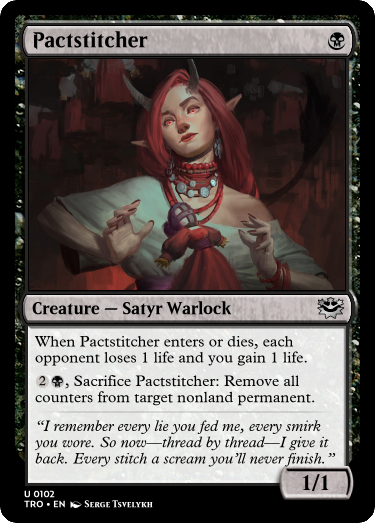 Pactstitcher
Creature — Satyr Warlock
When Pactstitcher enters or dies, each
opponent loses 1 life and you gain 1 life.
2 , Sacrifice Pactstitcher: Remove all
counters from target nonland permanent.
“I remember every lie you fed me, every smirk
you wore. So now—thread by thread—I give it
back. Every stitch a scream you’ll never finish.”
1/1
U 0102
TRO • EN Serge Tsvelykh